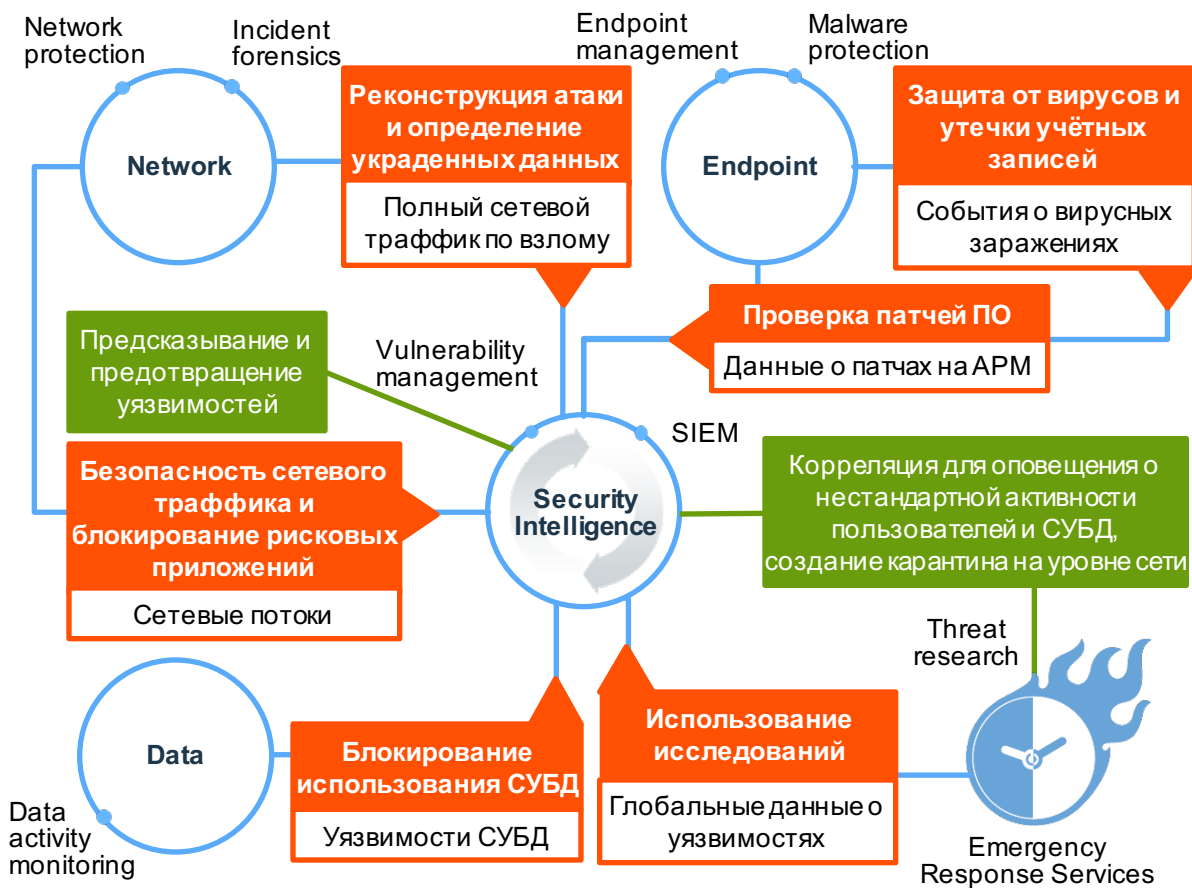 Network
protection
Incident
forensics
Endpoint
management
Malware
protection
Network
Реконструкция атаки
и определение
украденных данных
Полный сетевой
траффик по взлому
Endpoint
Защита от вирусов и
утечки учётных
записей
События о вирусных
заражениях
Проверка патчей ПО
Данные о патчах на АРМ
Предсказывание и
предотвращение
уязвимостей
Vulnerability
management
SIEM
Безопасность сетевого
траффика и
блокирование рисковых
приложений
Сетевые потоки
Security
Intelligence
Корреляция для оповещения о
нестандартной активности
пользователей и СУБД,
создание карантина на уровне сети
Threat
research
Data
Data
activity
monitoring
Блокирование
использования СУБД
Уязвимости СУБД
Использование
исследований
Глобальные данные о
уязвимостях
Emergency
Response Services